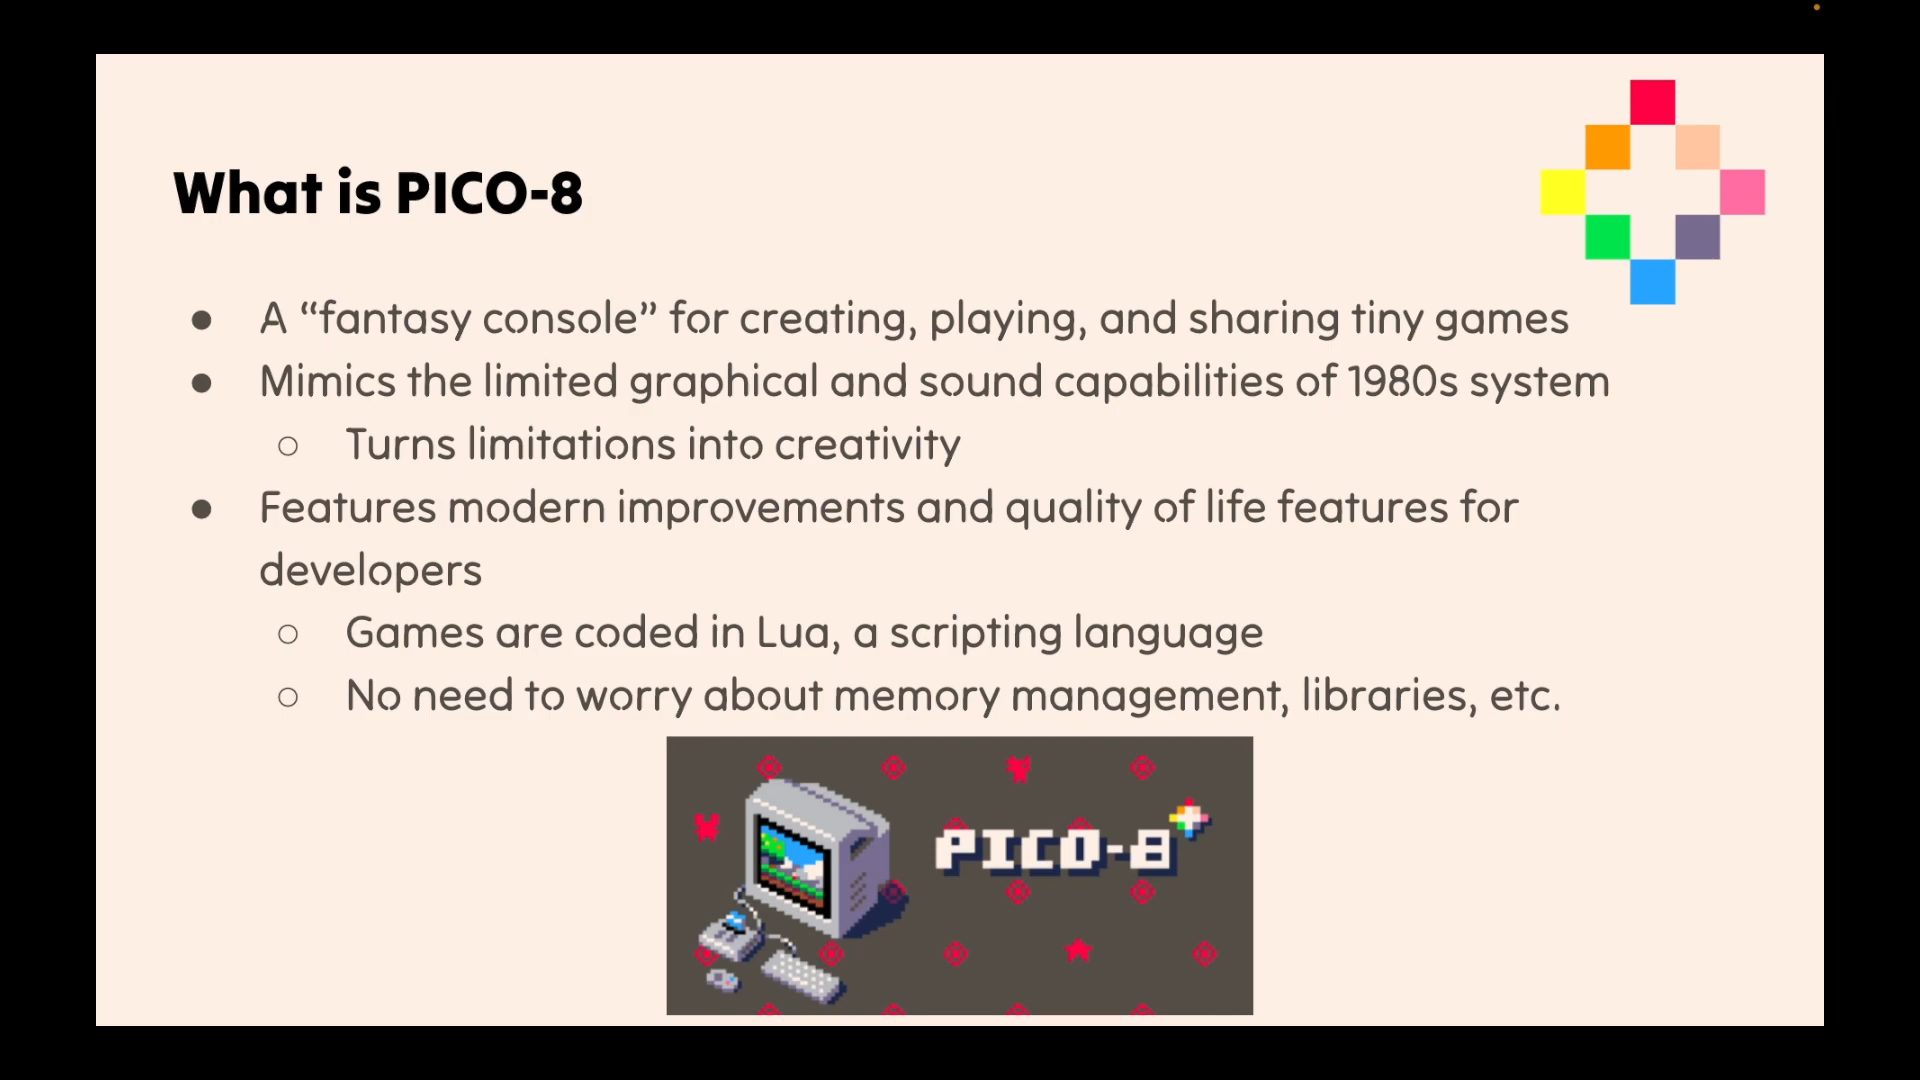 What is PICO-8
● A “fantasy console” for creating, playing, and sharing tiny games
● Mimics the limited graphical and sound capabilities of 1980s system
○ Turns limitations into creativity
● Features modern improvements and quality of life features for
developers
○ Games are coded in Lua, a scripting language
○ No need to worry about memory management, libraries, etc.
PICO-8